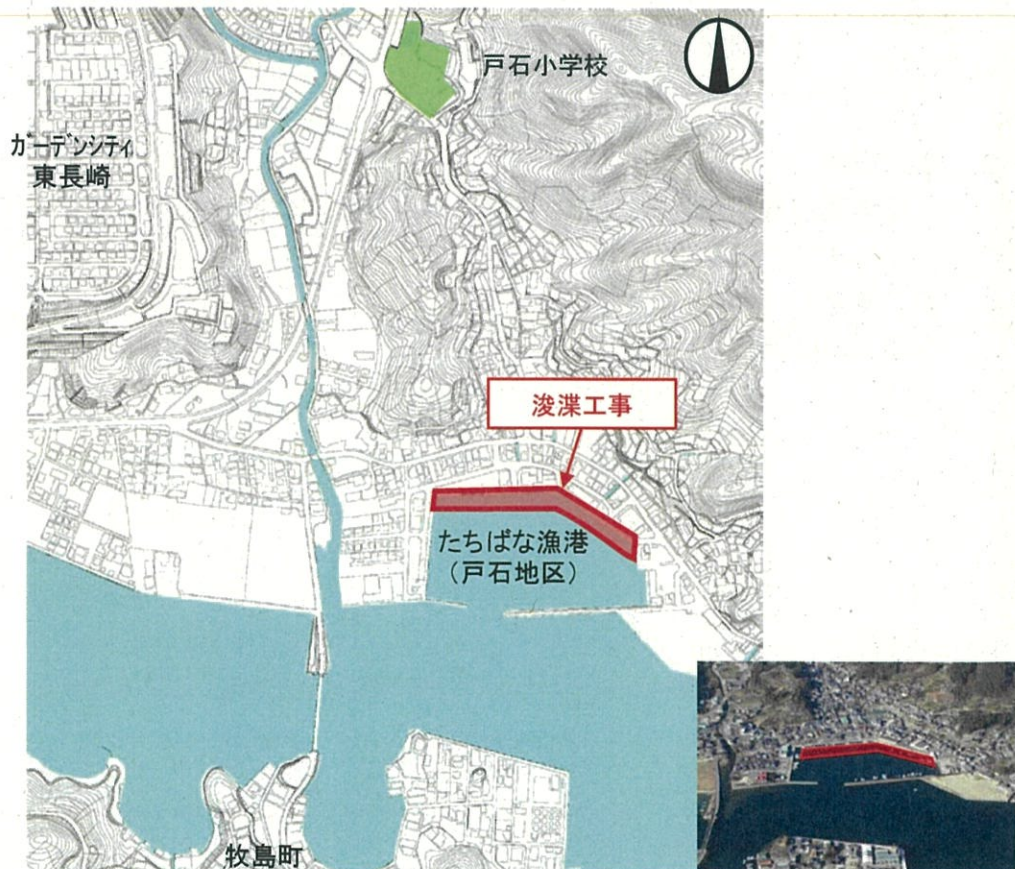 戸石小学校
ガーデンシティ
東長崎
浚渫工事
たちばな漁港
（戸石地区）
牧島町